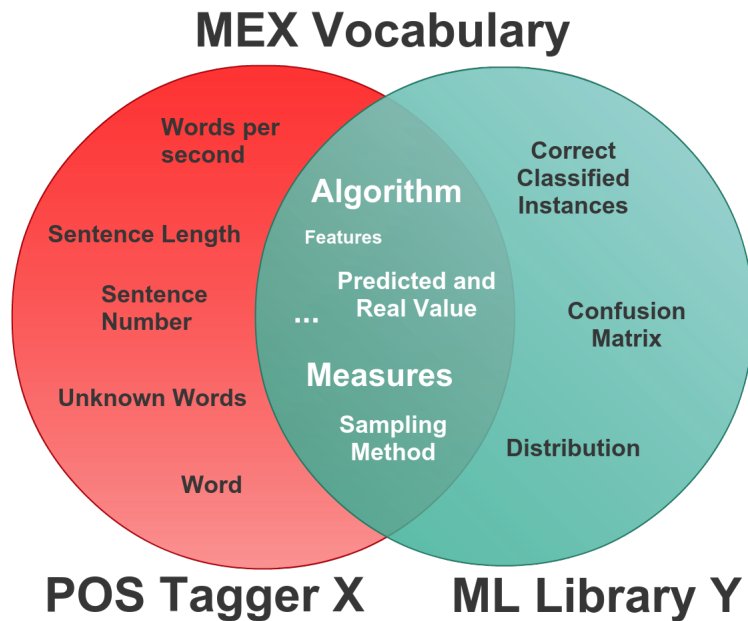 MEX Vocabulary
Words per
second
Sentence Length
Sentence
Number
Unknown Words
Word
Algorithm
Features
Predicted and
Real Value
...
Measures
Sampling
Method
Correct
Classified
Instances
Confusion
Matrix
Distribution
POS Tagger X
ML Library Y